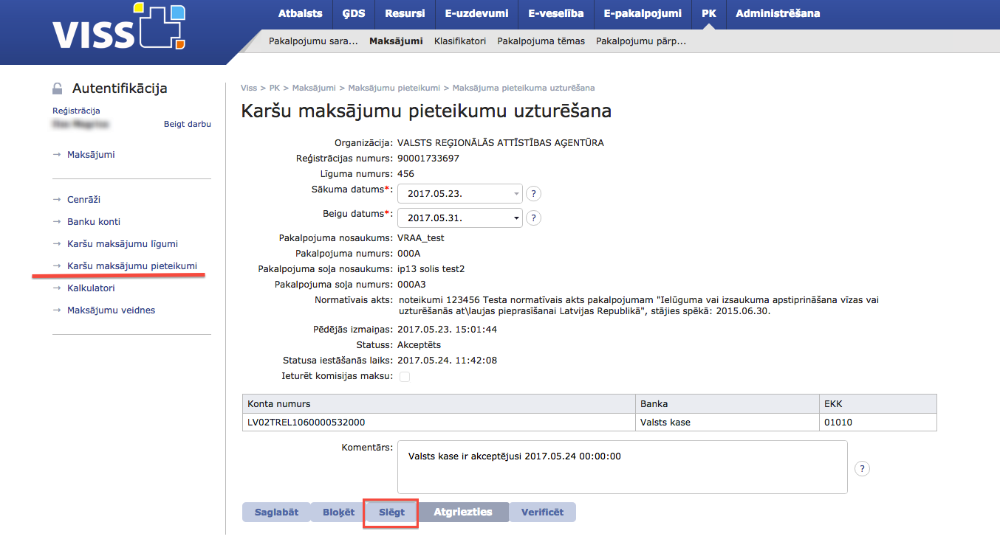 VISS
Atbalsts ĢDS Resursi E-uzdevumi E-veselība E-pakalpojumi PK Administrēšana
Pakalpojumu sara... Maksājumi Klasifikatori Pakalpojuma tēmas Pakalpojumu pārp...
Autentifikācija
Reģistrācija
Beigt darbu
→ Maksājumi
→ Cenrāži
→ Banku konti
→ Karšu maksājumu līgumi
→ Karšu maksājumu pieteikumi
→ Kalkulatori
→ Maksājumu veidnes
Viss > PK > Maksājumi > Maksājumu pieteikumi > Maksājuma pieteikuma uzturēšana
Karšu maksājumu pieteikumu uzturēšana
Organizācija: VALSTS REĢIONĀLĀS ATTĪSTĪBAS AĢENTŪRA
Reģistrācijas numurs: 90001733697
Līguma numurs: 456
Sākuma datums*: 2017.05.23. ?
Beigu datums*: 2017.05.31. ?
Pakalpojuma nosaukums: VRAA_test
Pakalpojuma numurs: 000A
Pakalpojuma soļa nosaukums: ip13 solis test2
Pakalpojuma soļa numurs: 000A3
Normatīvais akts: noteikumi 123456 Testa normatīvais akts pakalpojumam "Ielūguma vai izsaukuma apstiprināšana vīzas vai
uzturēšanās at\laujas pieprasīšanai Latvijas Republikā", stājies spēkā: 2015.06.30.
Pēdējās izmaiņas: 2017.05.23. 15:01:44
Statuss: Akceptēts
Statusa iestāšanās laiks: 2017.05.24. 11:42:08
Ieturēt komisijas maksu:
Konta numurs Banka EKK
LV02TREL1060000532000 Valsts kase 01010
Komentārs: Valsts kase ir akceptējusi 2017.05.24 00:00:00
?
Saglabāt Bloķēt Slēgt Atgriezties Verificēt